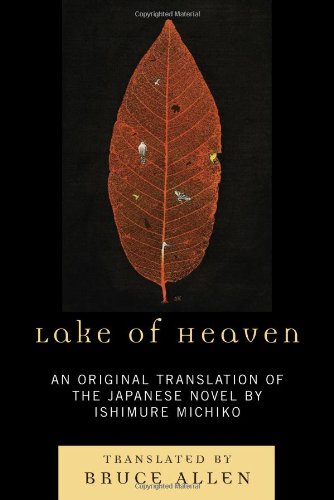 Lake of Heaven
AN ORIGINAL TRANSLATION OF
THE JAPANESE NOVEL BY
ISHIMURE MICHIKO
TRANSLATED BY
BRUCE ALLEN